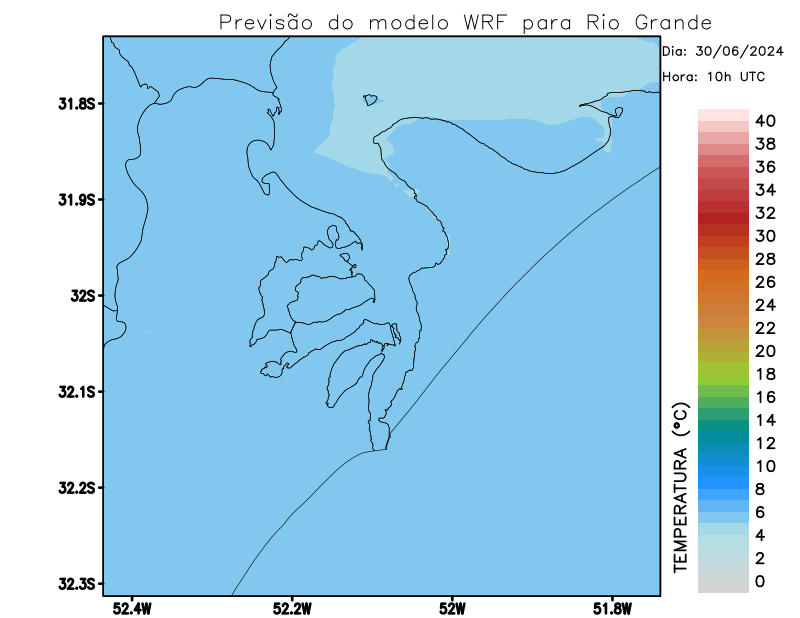 Previsão do modelo WRF para Rio Grande
Dia: 30/06/2024
Hora: 10h UTC
31.8S
31.9S
32S
32.1S
32.2S
32.3S
52.4W
52.2W
52W
51.8W
TEMPERATURA (°C)
40
38
36
34
32
30
28
26
24
22
20
18
16
14
12
10
8
6
4
2
0